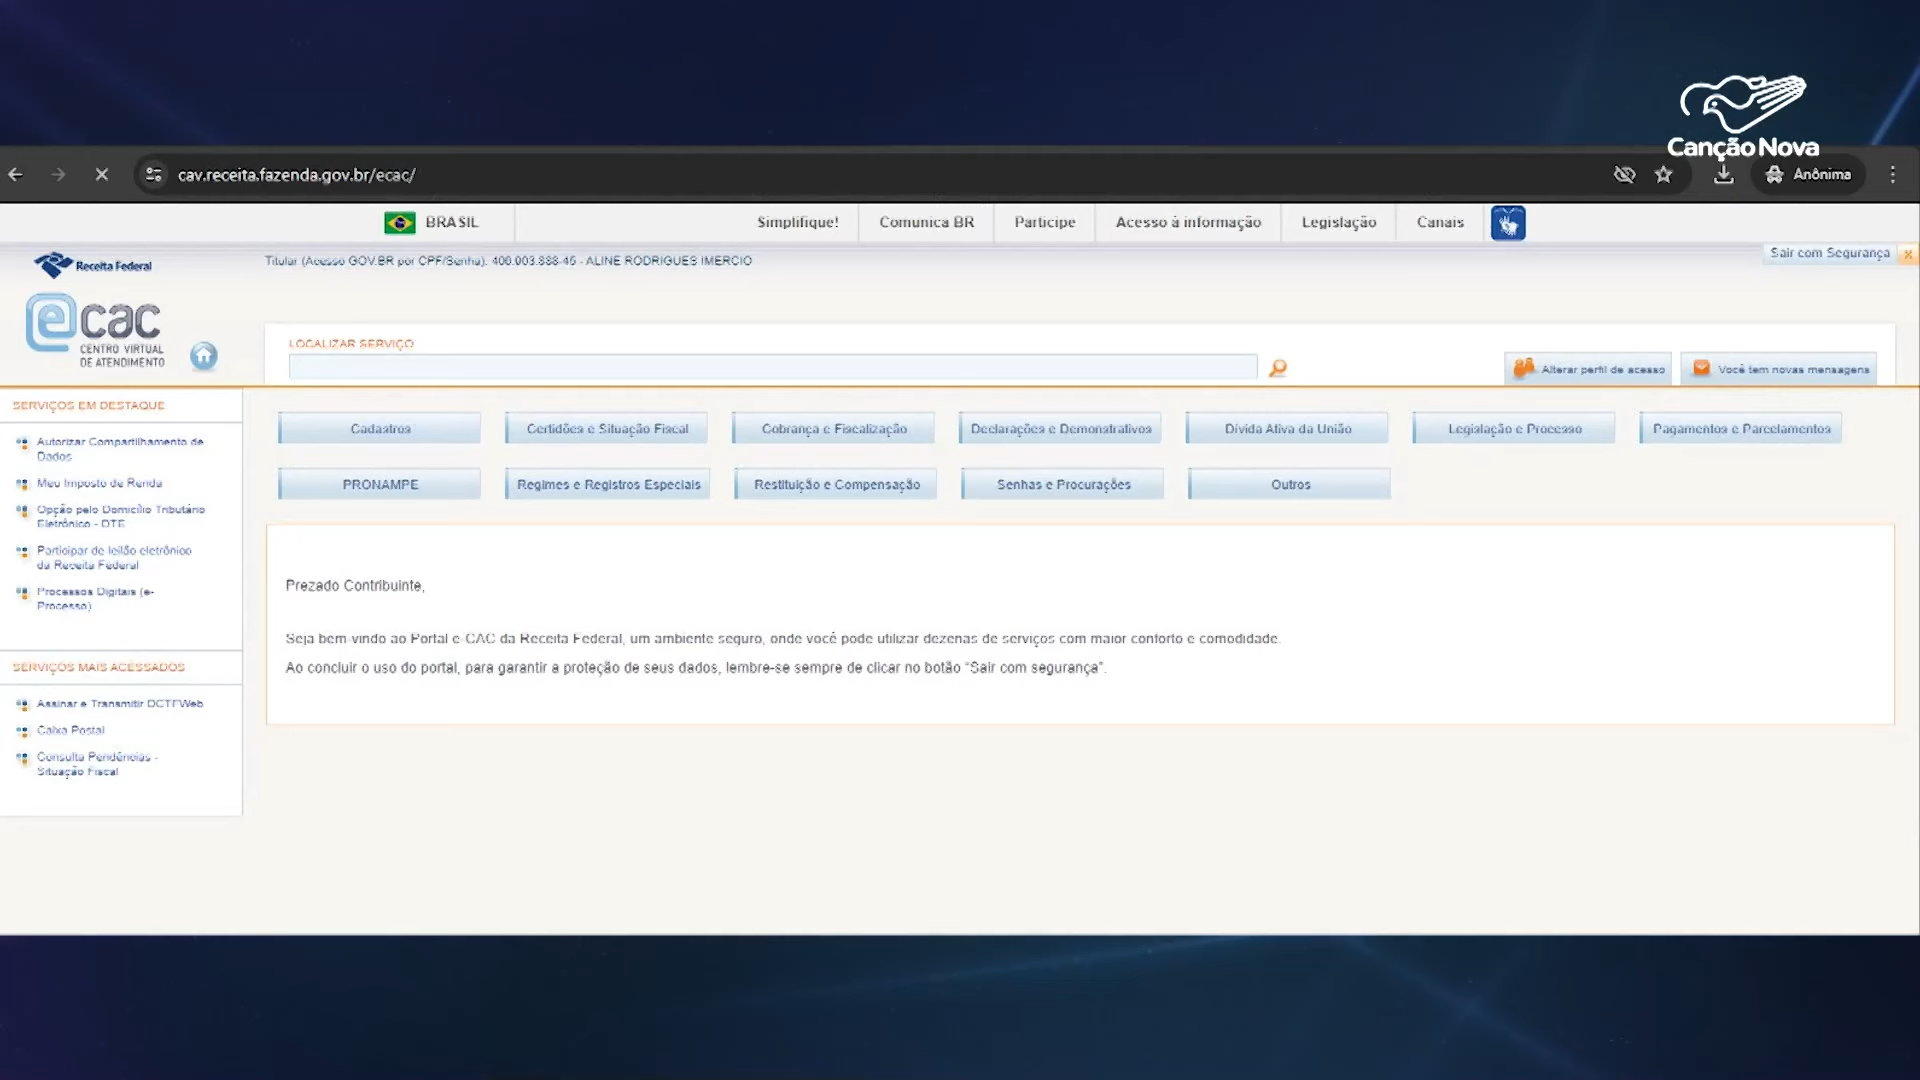 Canção Nova
cav.receita.fazenda.gov.br/ecac/
Anônima
BRASIL
Simplifique!
Comunica BR
Participe
Acesso à informação
Legislação
Canais
Receita Federal
Titular (Acesso GOV.BR por CPF/Senha): - ALINE RODRIGUES IMERCIO
Sair com Segurança
x
ecac
CENTRO VIRTUAL
DE ATENDIMENTO
LOCALIZAR SERVIÇO
Alterar perfil de acesso
Você tem novas mensagens
SERVIÇOS EM DESTAQUE
Autorizar Compartilhamento de
Dados
Meu Imposto de Renda
Opção pelo Domicílio Tributário
Eletrônico - DTE
Participar de leilão eletrônico
da Receita Federal
Processos Digitais (e-
Processo)
SERVIÇOS MAIS ACESSADOS
Assinar e Transmitir DCTFWeb
Caixa Postal
Consulta Pendências -
Situação Fiscal
Cadastros
Certidões e Situação Fiscal
Cobrança e Fiscalização
Declarações e Demonstrativos
Dívida Ativa da União
Legislação e Processo
Pagamentos e Parcelamentos
PRONAMPE
Regimes e Registros Especiais
Restituição e Compensação
Senhas e Procurações
Outros
Prezado Contribuinte,
Seja bem-vindo ao Portal e-CAC da Receita Federal, um ambiente seguro, onde você pode utilizar dezenas de serviços com maior conforto e comodidade.
Ao concluir o uso do portal, para garantir a proteção de seus dados, lembre-se sempre de clicar no botão "Sair com segurança".